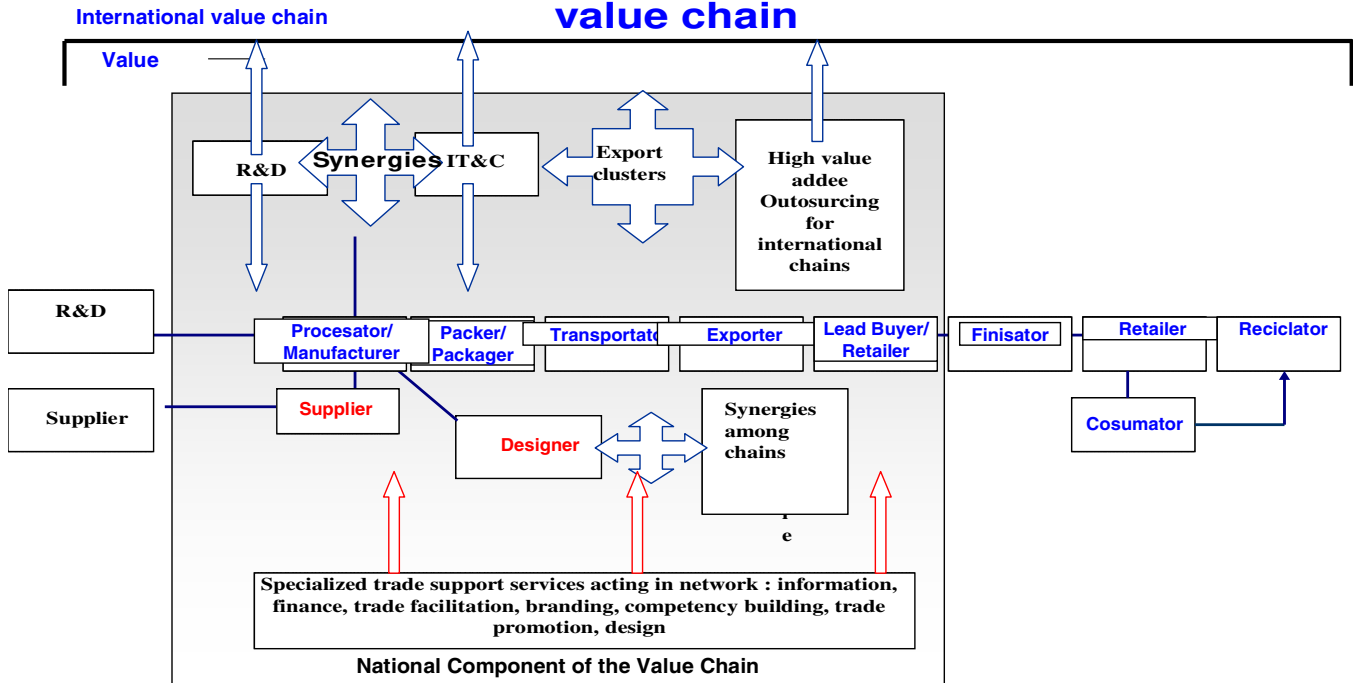 value chain
International value chain
Value
R&D
Synergies
IT&C
Export
clusters
High value
addee
Outosurcing
for
international
chains
R&D
Procesator/
Manufacturer
Packer/
Packager
Transportato
Exporter
Lead Buyer/
Retailer
Finisator
Retailer
Reciclator
Supplier
Supplier
Designer
Synergies
among
chains
Cosumator
e
Specialized trade support services acting in network : information,
finance, trade facilitation, branding, competency building, trade
promotion, design
National Component of the Value Chain